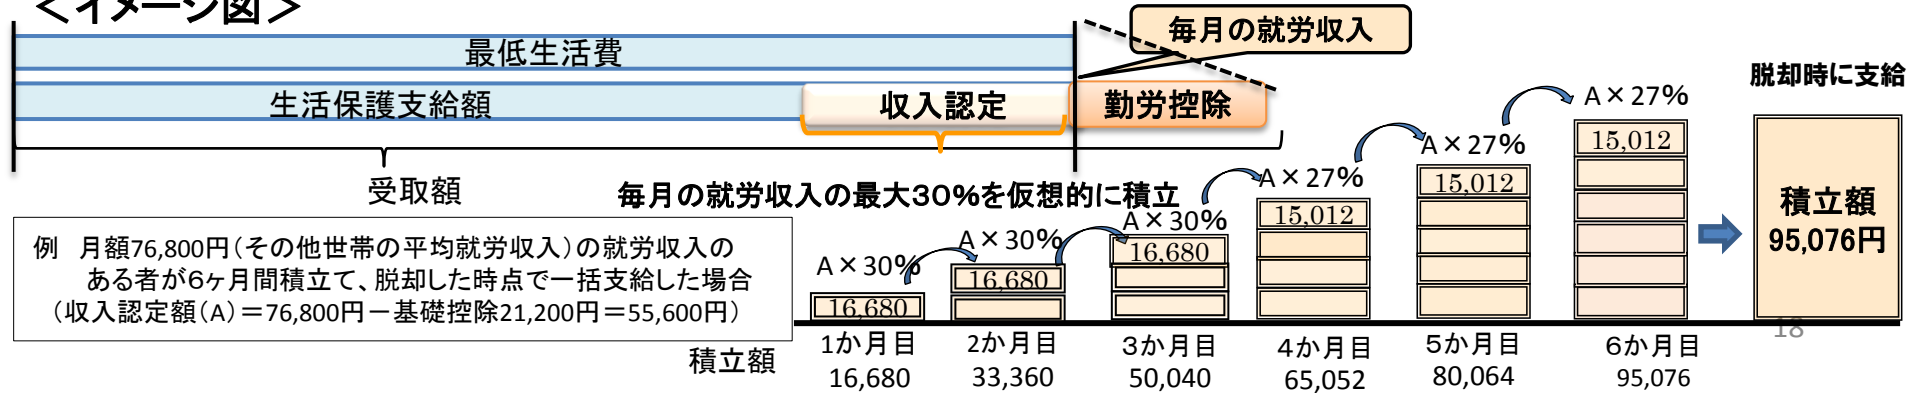 ＜イメージ図＞
最低生活費
毎月の就労収入
生活保護支給額
収入認定
勤労控除
受取額
毎月の就労収入の最大３０％を仮想的に積立
例　月額76,800円（その他世帯の平均就労収入）の就労収入の
ある者が６ヶ月間積立て、脱却した時点で一括支給した場合
（収入認定額（A）＝76,800円－基礎控除21,200円＝55,600円）
A×30％
A×30％
A×30％
A×27％
A×27％
A×27％
16,680
16,680
16,680
15,012
15,012
15,012
脱却時に支給
積立額
95,076円
18
積立額
1か月目
16,680
2か月目
33,360
３か月目
50,040
４か月目
65,052
５か月目
80,064
６か月目
95,076